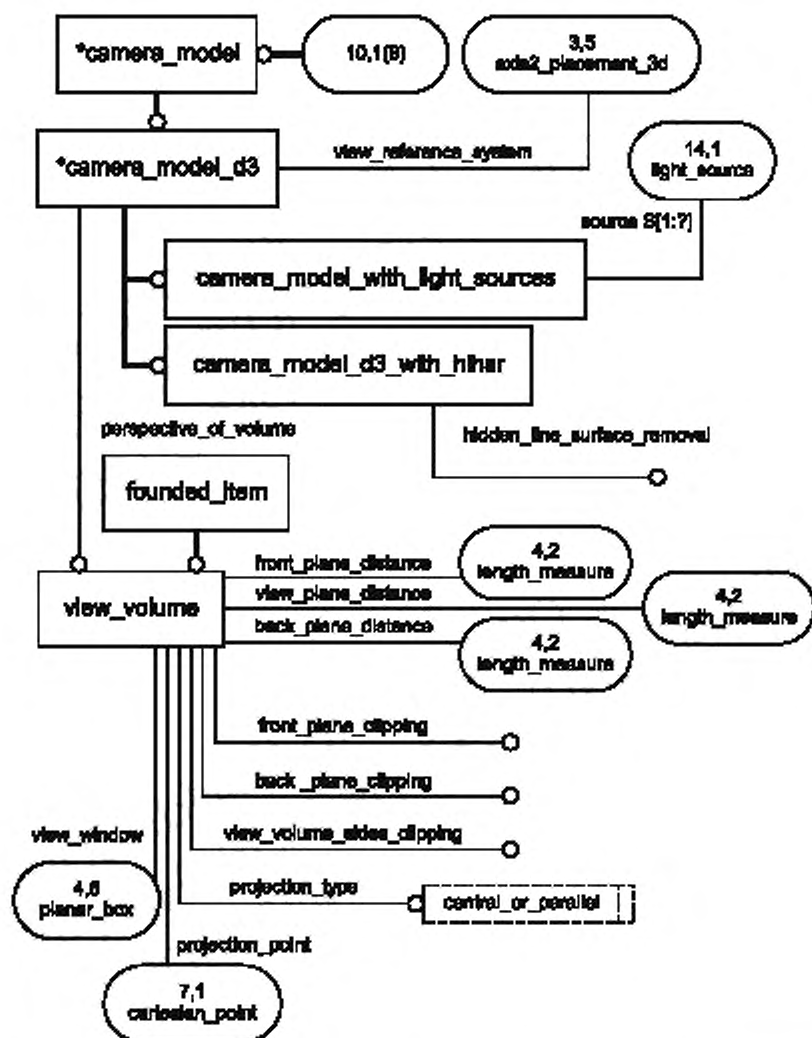 *camera_model
10,1(9)
3,5
axis2_placement_3d
*camera_model_d3
view_reference_system
14,1
light_source
source S[1:?]
camera_model_with_light_sources
camera_model_d3_with_hlhsr
perspective_of_volume
hidden_line_surface_removal
founded_item
front_plane_distance
4,2
length_measure
view_volume
view_plane_distance
4,2
length_measure
back_plane_distance
4,2
length_measure
front_plane_clipping
back _plane_clipping
view_volume_sides_clipping
view_window
4,6
planar_box
projection_type
central_or_parallel
projection_point
7,1
cartesian_point